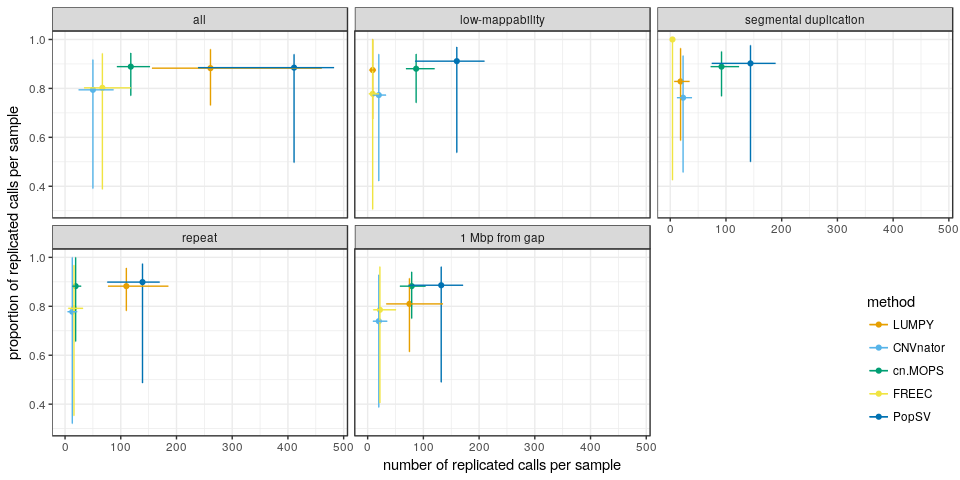 all
low-mappability
segmental duplication
1.0
0.8
0.6
0.4
0 100 200 300 400 500
repeat
1 Mbp from gap
1.0
0.8
0.6
0.4
0 100 200 300 400 500
0 100 200 300 400 500
number of replicated calls per sample
proportion of replicated calls per sample
method
LUMPY
CNVnator
cn.MOPS
FREEC
PopSV